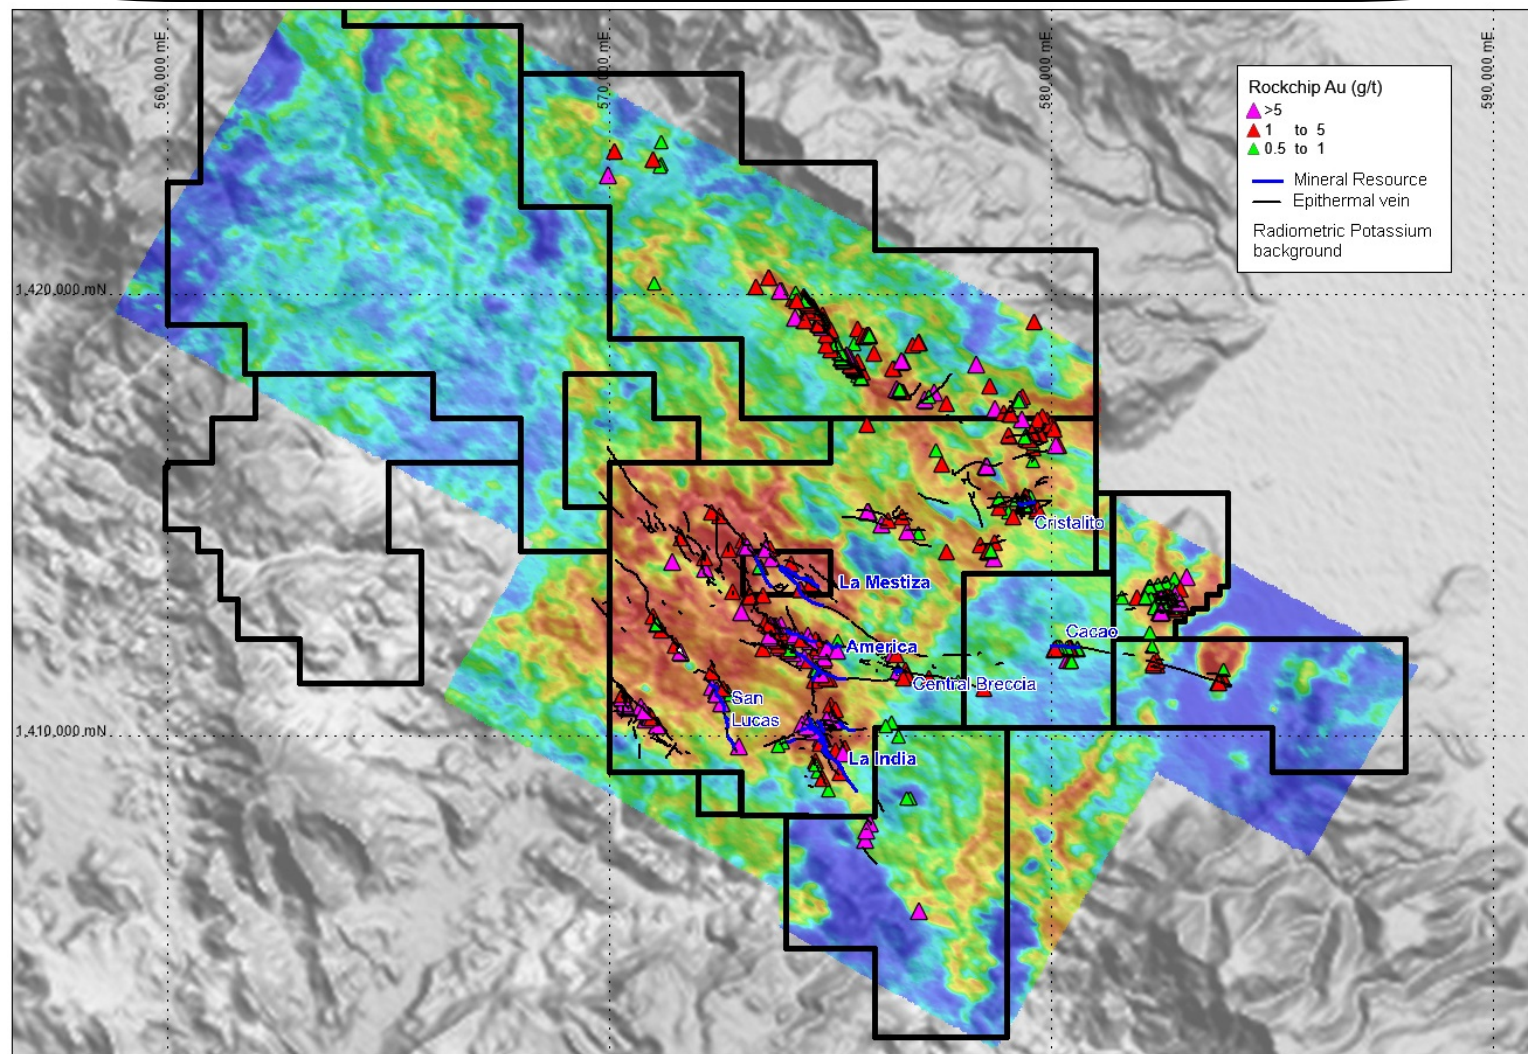 560,000 mE
570,000 mE
580,000 mE
590,000 mE
Rockchip Au (g/t)
>5
1 to 5
0.5 to 1
Mineral Resource
Epithermal vein
Radiometric Potassium
background
1,420,000 mN
Cristalito
La Mestiza
Cacao
America
Central Breccia
San
Lucas
1,410,000 mN
La India